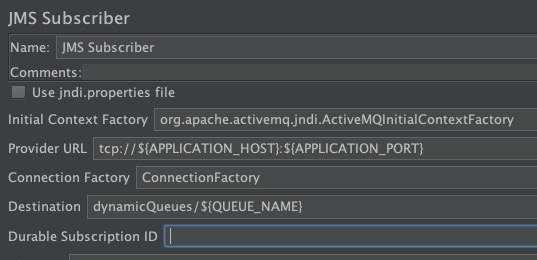 JMS Subscriber
Name: JMS Subscriber
Comments:
Use jndi.properties file
Initial Context Factory org.apache.activemq.jndi.ActiveMQInitialContextFactory
Provider URL tcp://${APPLICATION_HOST}:${APPLICATION_PORT}
Connection Factory ConnectionFactory
Destination dynamicQueues/${QUEUE_NAME}
Durable Subscription ID